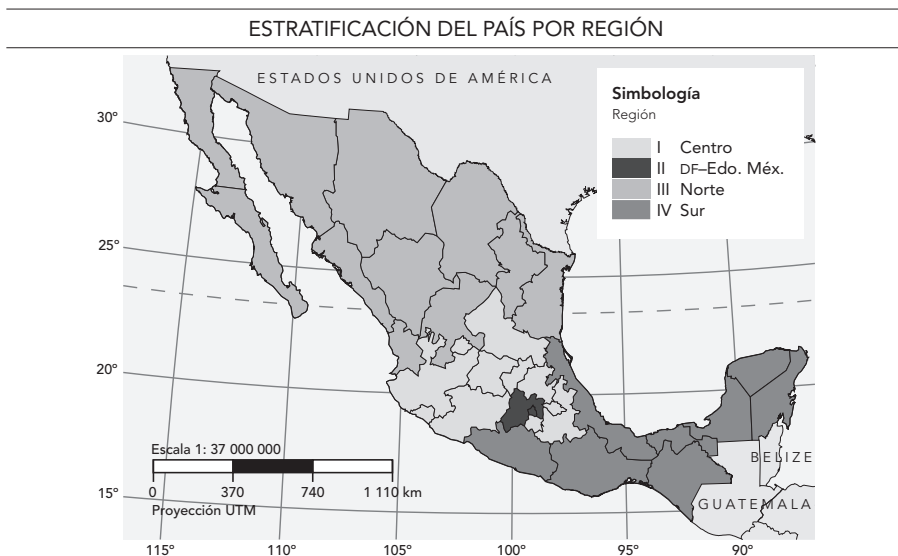 ESTRATIFICACIÓN DEL PAÍS POR REGIÓN
ESTADOS UNIDOS DE AMÉRICA
Simbología
Región
I Centro
II DF–Edo. Méx.
III Norte
IV Sur
30°
25°
20°
15°
Escala 1: 37 000 000
0 370 740 1 110 km
Proyección UTM
BELIZE
GUATEMALA
115° 110° 105° 100° 95° 90°